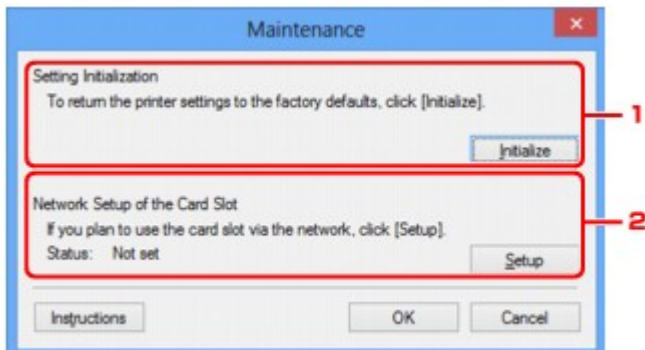 Maintenance
Setting Initialization
To return the printer settings to the factory defaults, click [Initialize].
1
Initialize
Network Setup of the Card Slot
2
If you plan to use the card slot via the network, click [Setup].
Status: Not set
Setup
Instructions OK Cancel